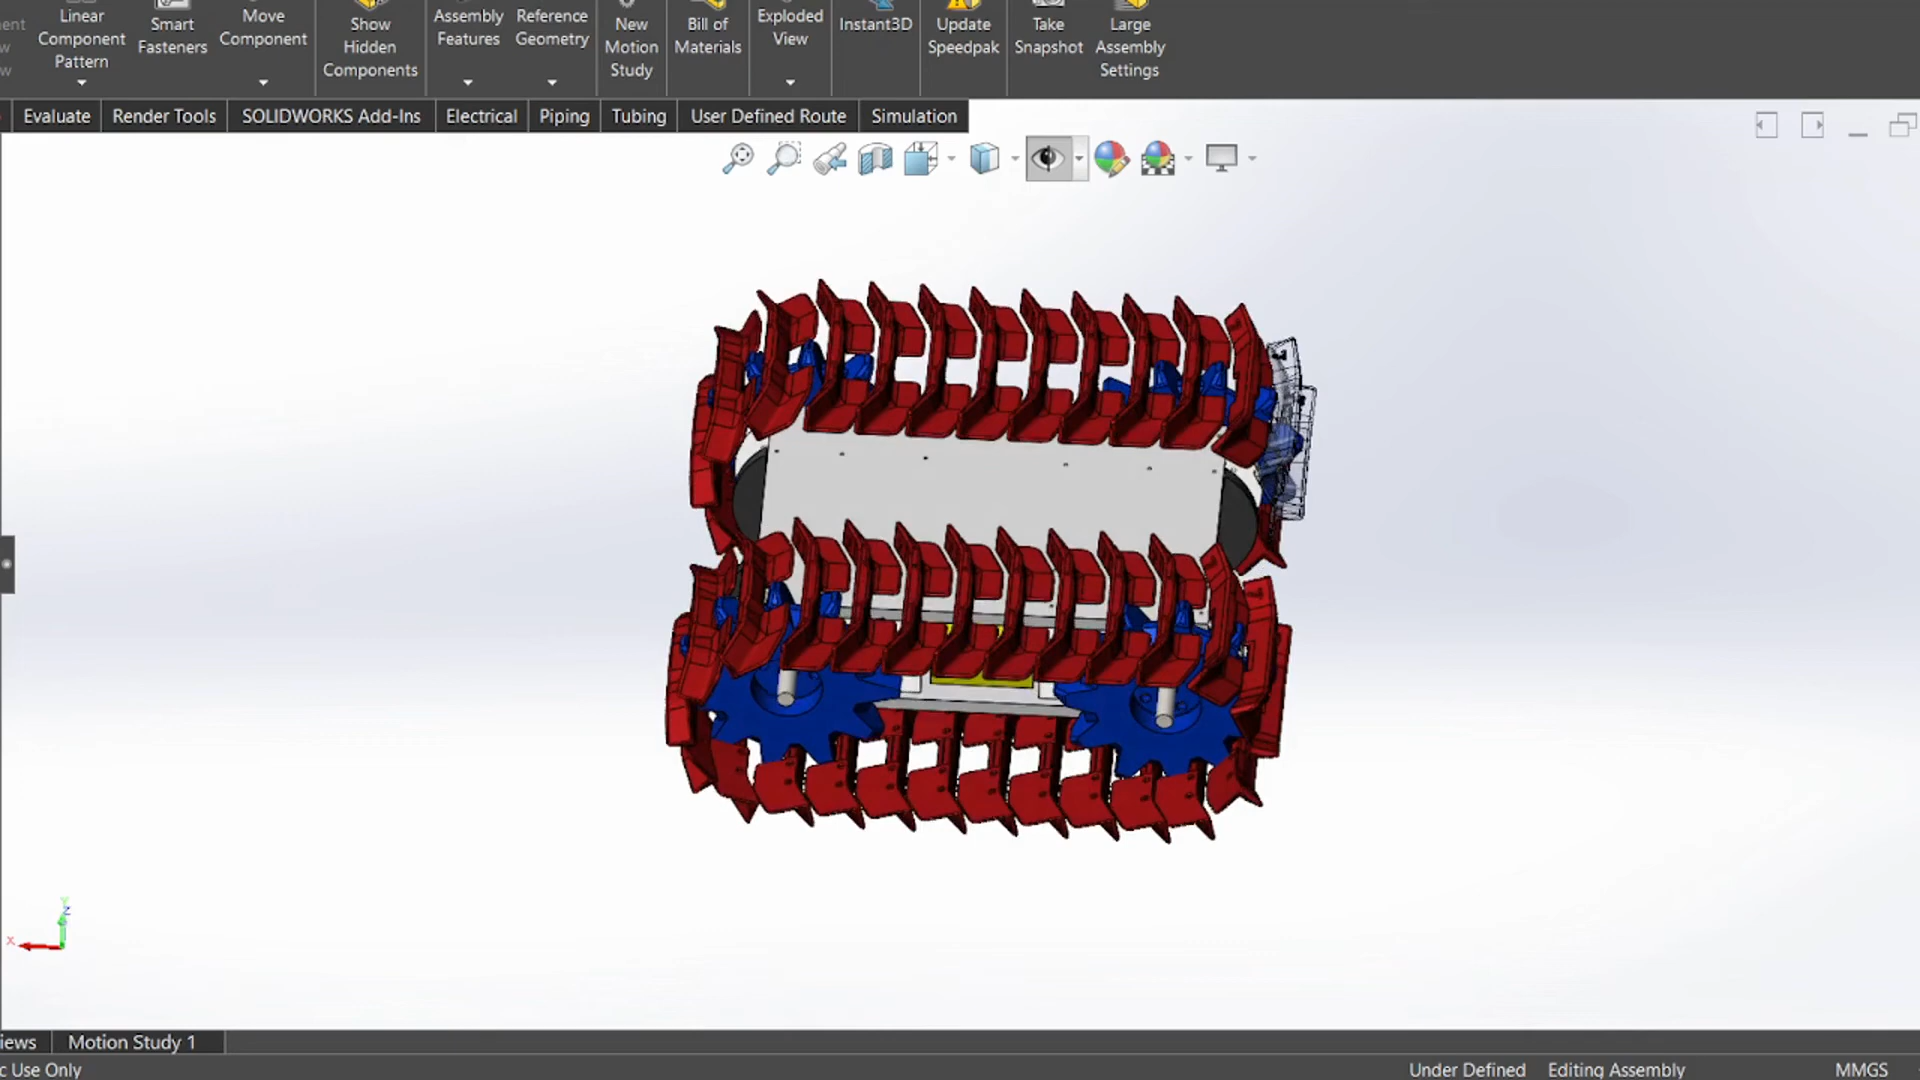 Linear Component Pattern
Smart Fasteners
Move Component
Show Hidden Components
Assembly Features
Reference Geometry
New Motion Study
Bill of Materials
Exploded View
Instant3D
Update Speedpak
Take Snapshot
Large Assembly Settings
Evaluate
Render Tools
SOLIDWORKS Add-Ins
Electrical
Piping
Tubing
User Defined Route
Simulation
Y
Z
X
iews
Motion Study 1
c Use Only
Under Defined
Editing Assembly
MMGS